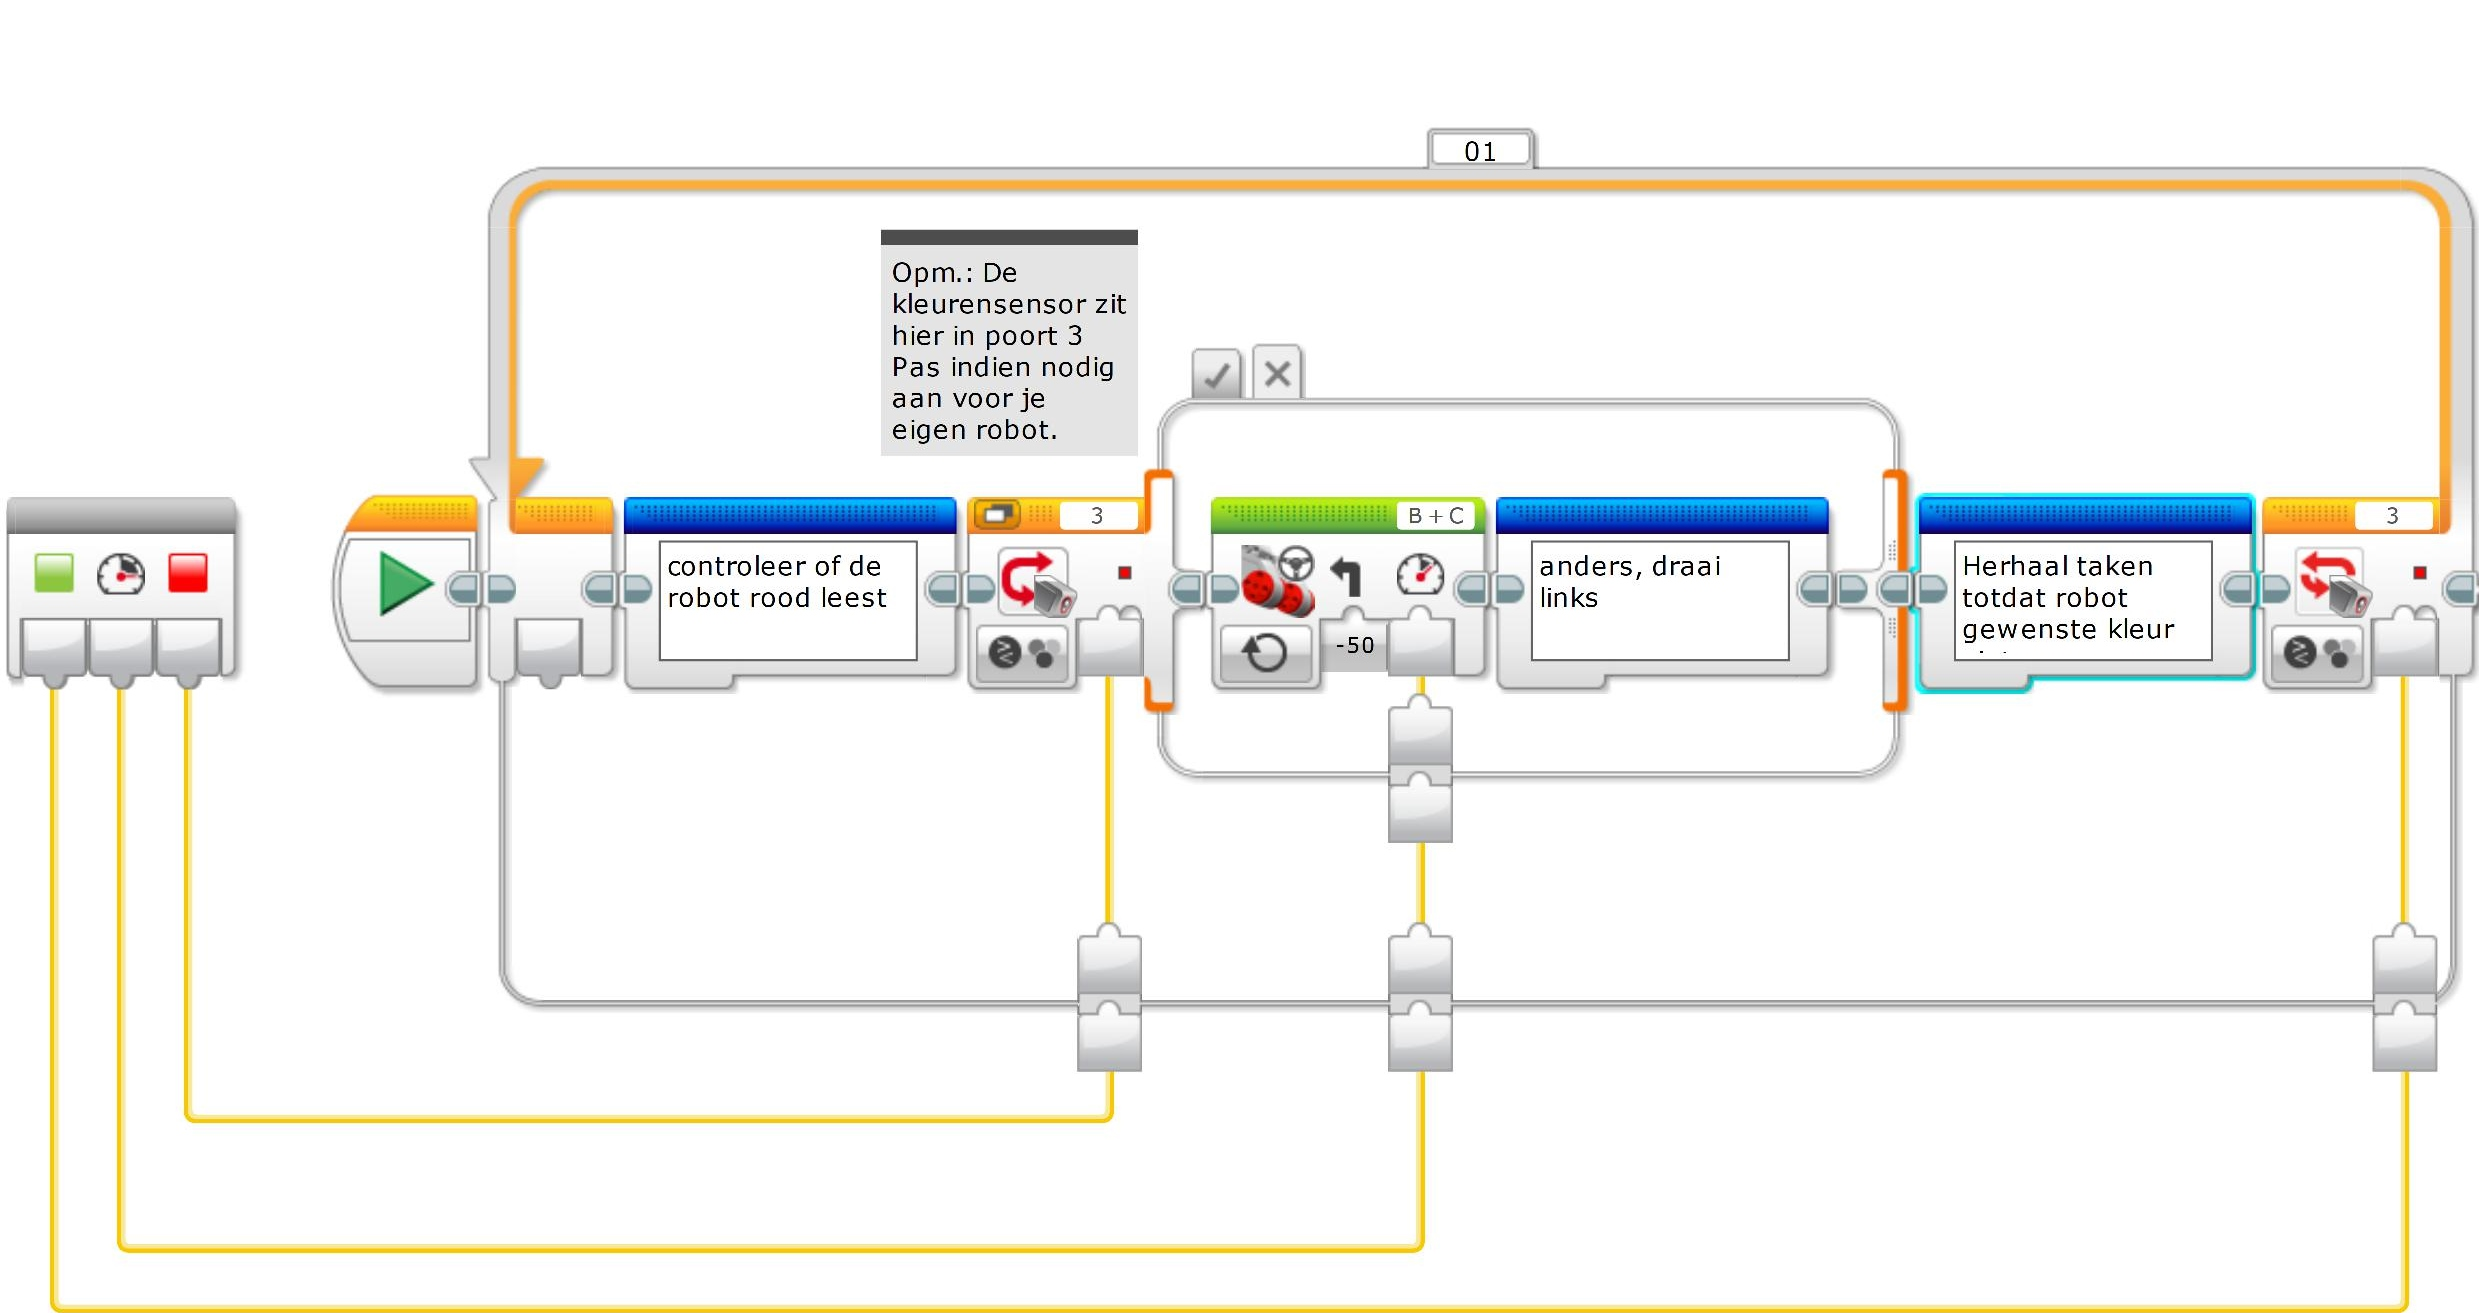 01
Opm.: De
kleurensensor zit
hier in poort 3
Pas indien nodig
aan voor je
eigen robot.
controleer of de
robot rood leest
3
B + C
-50
anders, draai
links
Herhaal taken
totdat robot
gewenste kleur
3